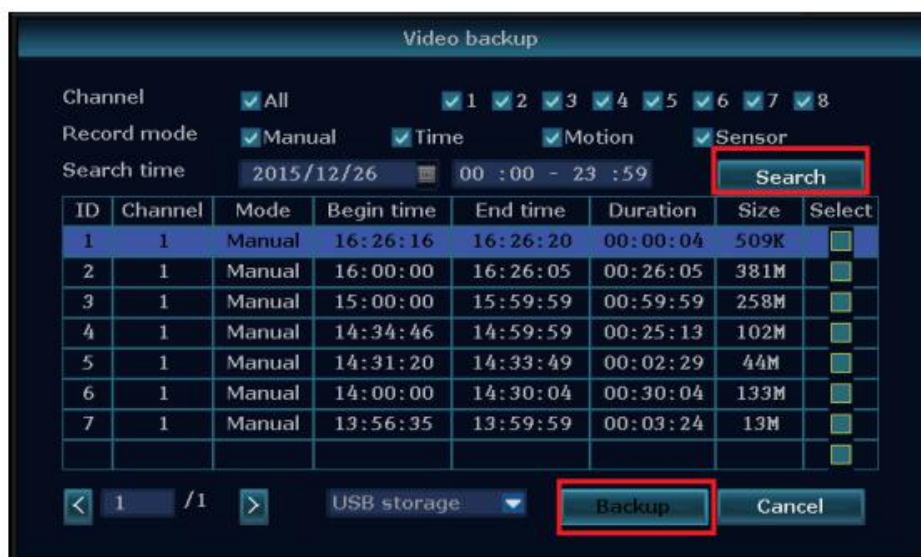 Video backup
Channel All 1 2 3 4 5 6 7 8
Record mode Manual Time Motion Sensor
Search time 2015/12/26 00 :00 - 23 :59 Search
ID Channel Mode Begin time End time Duration Size Select
1 1 Manual 16:26:16 16:26:20 00:00:04 509K
2 1 Manual 16:00:00 16:26:05 00:26:05 381M
3 1 Manual 15:00:00 15:59:59 00:59:59 258M
4 1 Manual 14:34:46 14:59:59 00:25:13 102M
5 1 Manual 14:31:20 14:33:49 00:02:29 44M
6 1 Manual 14:00:00 14:30:04 00:30:04 133M
7 1 Manual 13:56:35 13:59:59 00:03:24 13M
< 1 /1 > USB storage Backup Cancel